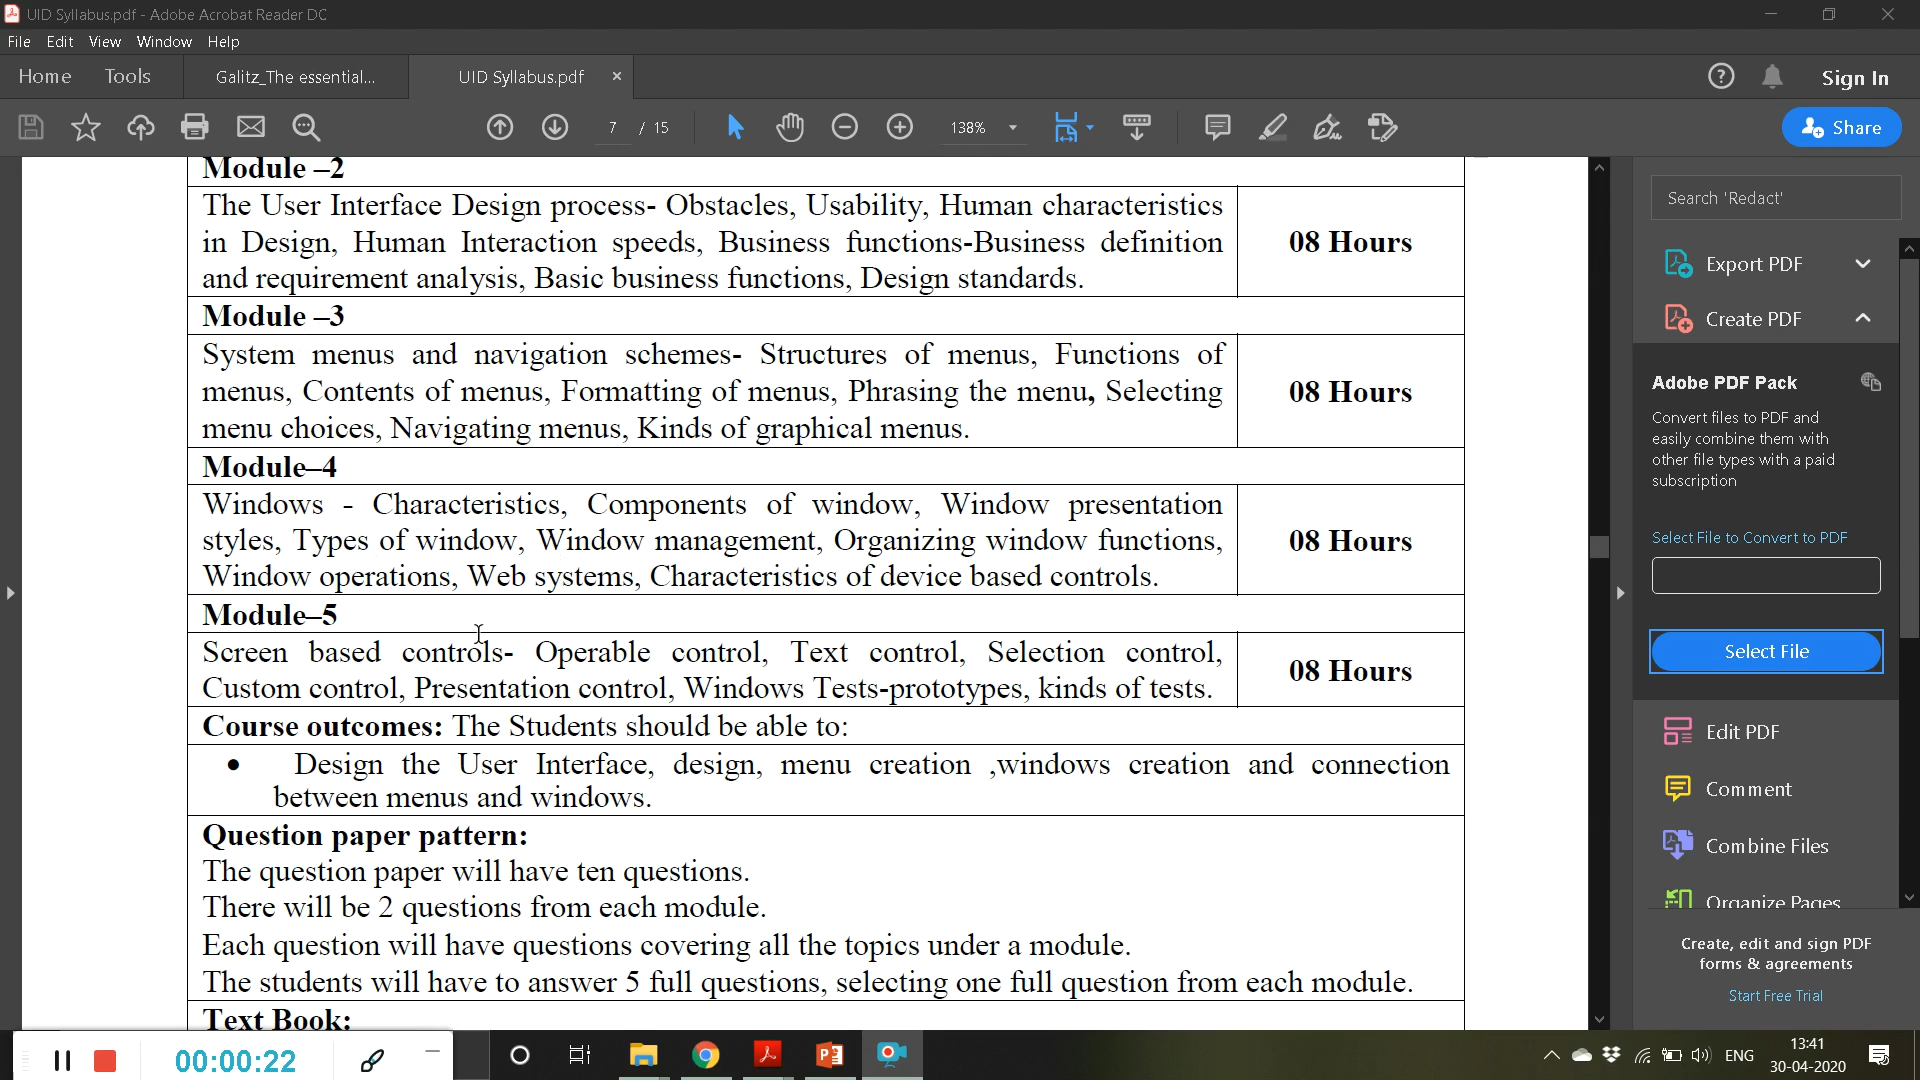 UID Syllabus.pdf - Adobe Acrobat Reader DC
File Edit View Window Help
Home Tools Galitz_The essential... UID Syllabus.pdf × Sign In
7 / 15 138% Share
Module –2
The User Interface Design process- Obstacles, Usability, Human characteristics
in Design, Human Interaction speeds, Business functions-Business definition
and requirement analysis, Basic business functions, Design standards.
08 Hours
Module –3
System menus and navigation schemes- Structures of menus, Functions of
menus, Contents of menus, Formatting of menus, Phrasing the menu, Selecting
menu choices, Navigating menus, Kinds of graphical menus.
08 Hours
Module–4
Windows - Characteristics, Components of window, Window presentation
styles, Types of window, Window management, Organizing window functions,
Window operations, Web systems, Characteristics of device based controls.
08 Hours
Module–5
Screen based controls- Operable control, Text control, Selection control,
Custom control, Presentation control, Windows Tests-prototypes, kinds of tests.
08 Hours
Course outcomes: The Students should be able to:
• Design the User Interface, design, menu creation ,windows creation and connection
between menus and windows.
Question paper pattern:
The question paper will have ten questions.
There will be 2 questions from each module.
Each question will have questions covering all the topics under a module.
The students will have to answer 5 full questions, selecting one full question from each module.
Text Book:
Search 'Redact'
Export PDF
Create PDF
Adobe PDF Pack
Convert files to PDF and
easily combine them with
other file types with a paid
subscription
Select File to Convert to PDF
Select File
Edit PDF
Comment
Combine Files
Organize Pages
Create, edit and sign PDF
forms & agreements
Start Free Trial
00:00:22
ENG
13:41
30-04-2020